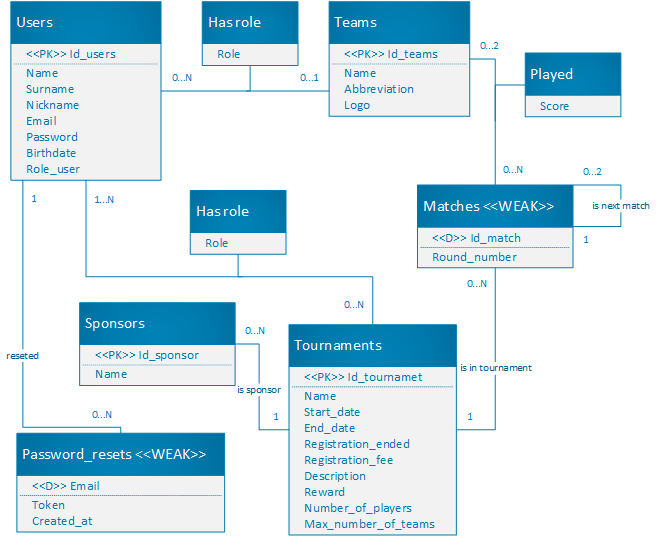 Users
<<PK>> Id_users
Name
Surname
Nickname
Email
Password
Birthdate
Role_user
Has role
Role
Teams
<<PK>> Id_teams
Name
Abbreviation
Logo
0...N
0...1
0...2
Played
Score
0...N
0...2
Matches <<WEAK>>
<<D>> Id_match
Round_number
is next match
1
1
1...N
Has role
Role
0...N
0...N
Sponsors
<<PK>> Id_sponsor
Name
0...N
is sponsor
1
Tournaments
<<PK>> Id_tournamet
Name
Start_date
End_date
Registration_ended
Registration_fee
Description
Reward
Number_of_players
Max_number_of_teams
is in tournament
1
reseted
0...N
Password_resets <<WEAK>>
<<D>> Email
Token
Created_at